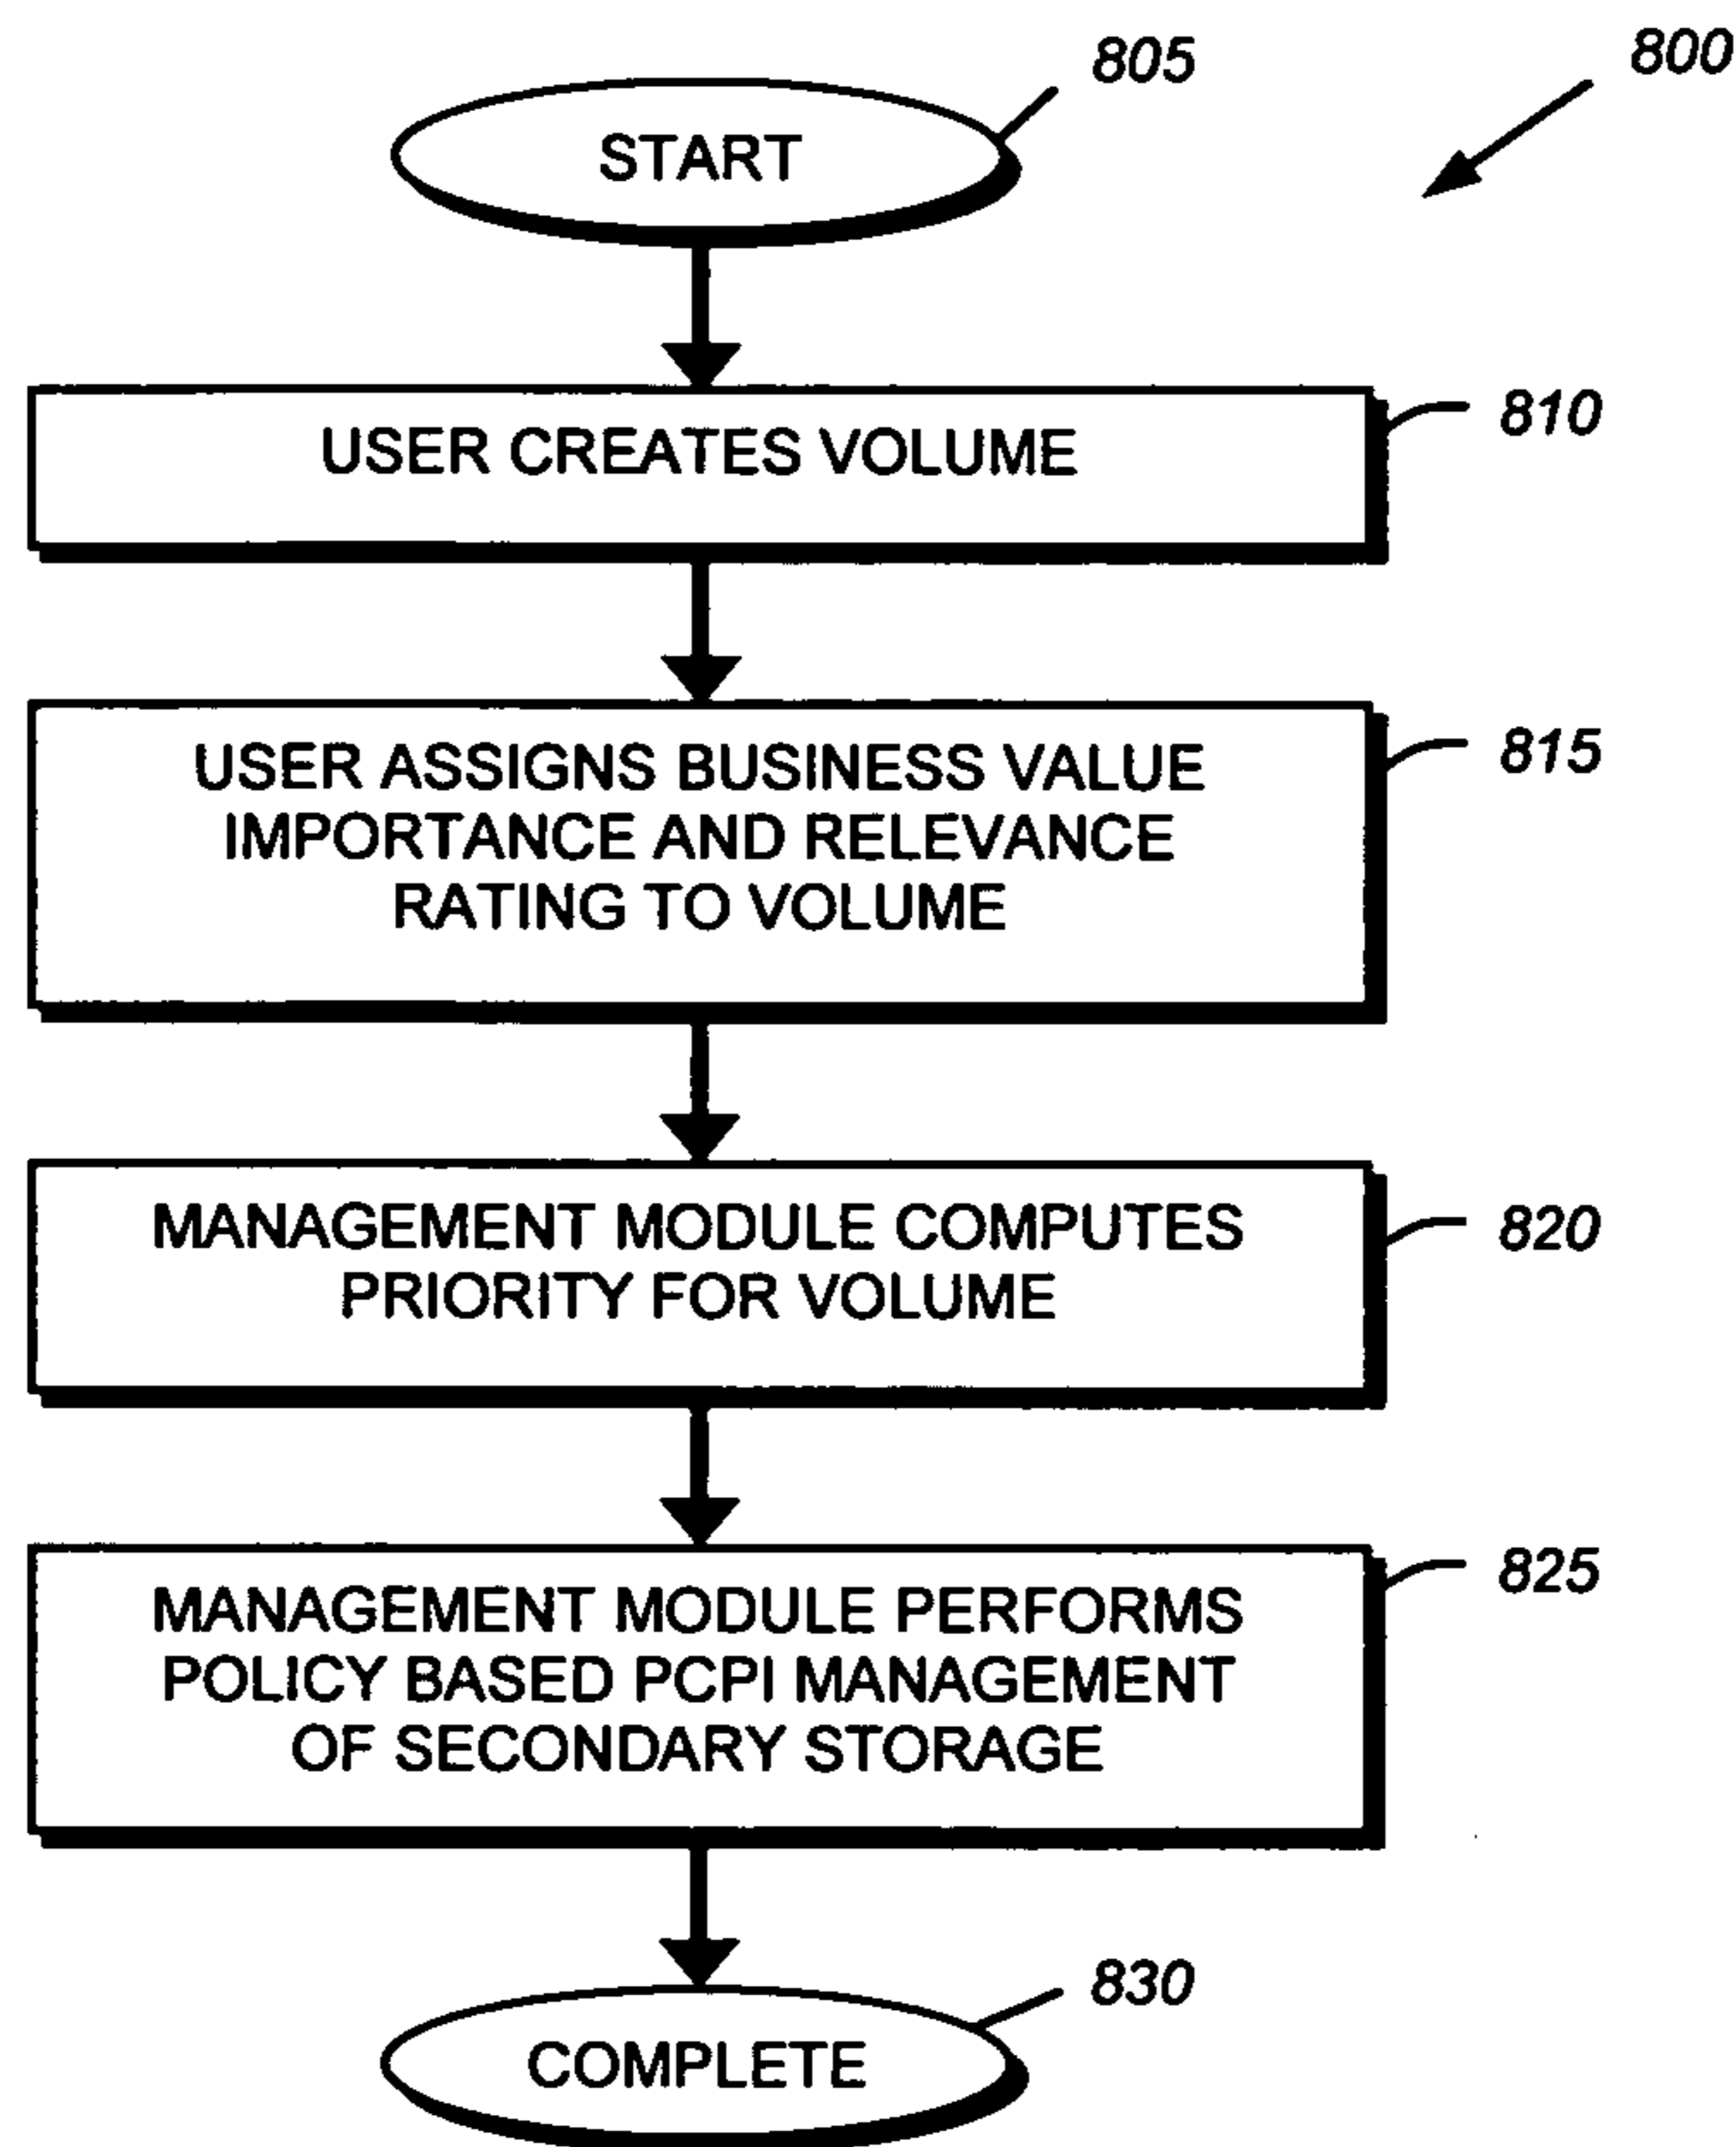 800
805
START
810
USER CREATES VOLUME
815
USER ASSIGNS BUSINESS VALUE
IMPORTANCE AND RELEVANCE
RATING TO VOLUME
820
MANAGEMENT MODULE COMPUTES
PRIORITY FOR VOLUME
825
MANAGEMENT MODULE PERFORMS
POLICY BASED PCPI MANAGEMENT
OF SECONDARY STORAGE
830
COMPLETE